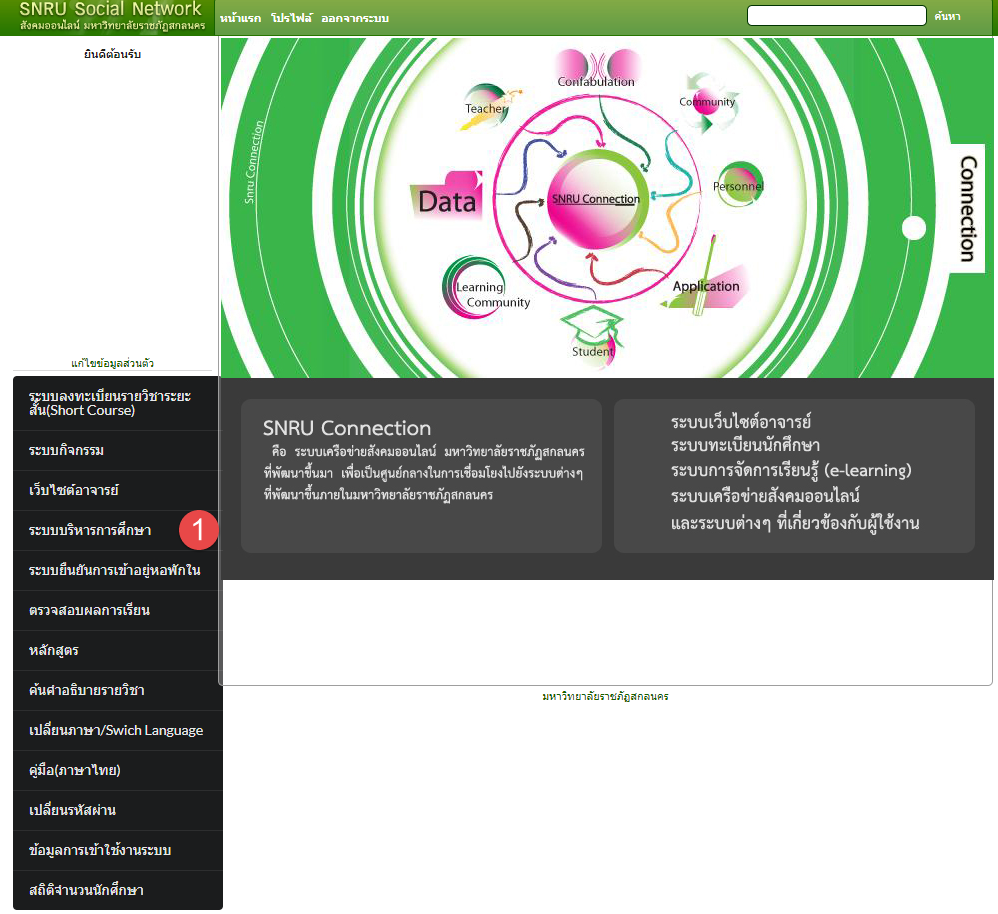 SNRU Social Network
สังคมออนไลน์ มหาวิทยาลัยราชภัฏสกลนคร
หน้าแรก โปรไฟล์ ออกจากระบบ
ค้นหา
ยินดีต้อนรับ
แก้ไขข้อมูลส่วนตัว
ระบบลงทะเบียนรายวิชาระยะ
สั้น(Short Course)
ระบบกิจกรรม
เว็บไซต์อาจารย์
ระบบบริหารการศึกษา
1
ระบบยืนยันการเข้าอยู่หอพักใน
ตรวจสอบผลการเรียน
หลักสูตร
ค้นคำอธิบายรายวิชา
เปลี่ยนภาษา/Swich Language
คู่มือ(ภาษาไทย)
เปลี่ยนรหัสผ่าน
ข้อมูลการเข้าใช้งานระบบ
สถิติจำนวนนักศึกษา
Snru Connection
Confabulation
Teacher
Community
Personnel
Data
SNRU Connection
Learning
Community
Application
Student
Connection
SNRU Connection
คือ ระบบเครือข่ายสังคมออนไลน์ มหาวิทยาลัยราชภัฏสกลนคร
ที่พัฒนาขึ้นมา เพื่อเป็นศูนย์กลางในการเชื่อมโยงไปยังระบบต่างๆ
ที่พัฒนาขึ้นภายในมหาวิทยาลัยราชภัฏสกลนคร
ระบบเว็บไซต์อาจารย์
ระบบทะเบียนนักศึกษา
ระบบการจัดการเรียนรู้ (e-learning)
ระบบเครือข่ายสังคมออนไลน์
และระบบต่างๆ ที่เกี่ยวข้องกับผู้ใช้งาน
มหาวิทยาลัยราชภัฏสกลนคร